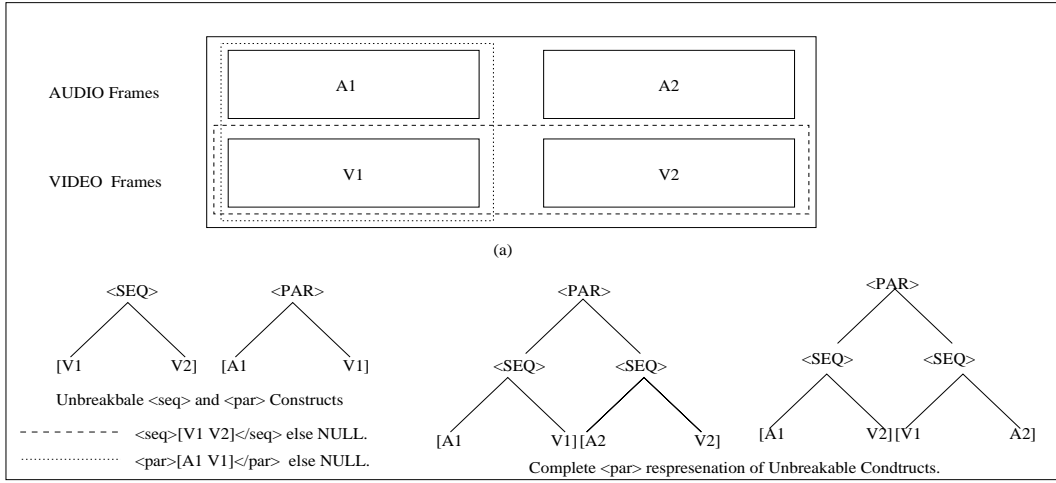 A1 A2
AUDIO Frames
V1 V2
VIDEO Frames
(a)
<SEQ> <PAR> <PAR> <PAR>
[V1 V2] [A1 V1] <SEQ> <SEQ> <SEQ> <SEQ>
Unbreakbale <seq> and <par> Constructs
<seq>[V1 V2]</seq> else NULL.
[A1 V1] [A2 V2] [A1 V2] [V1 A2]
<par>[A1 V1]</par> else NULL.
Complete <par> respresenation of Unbreakable Condtructs.